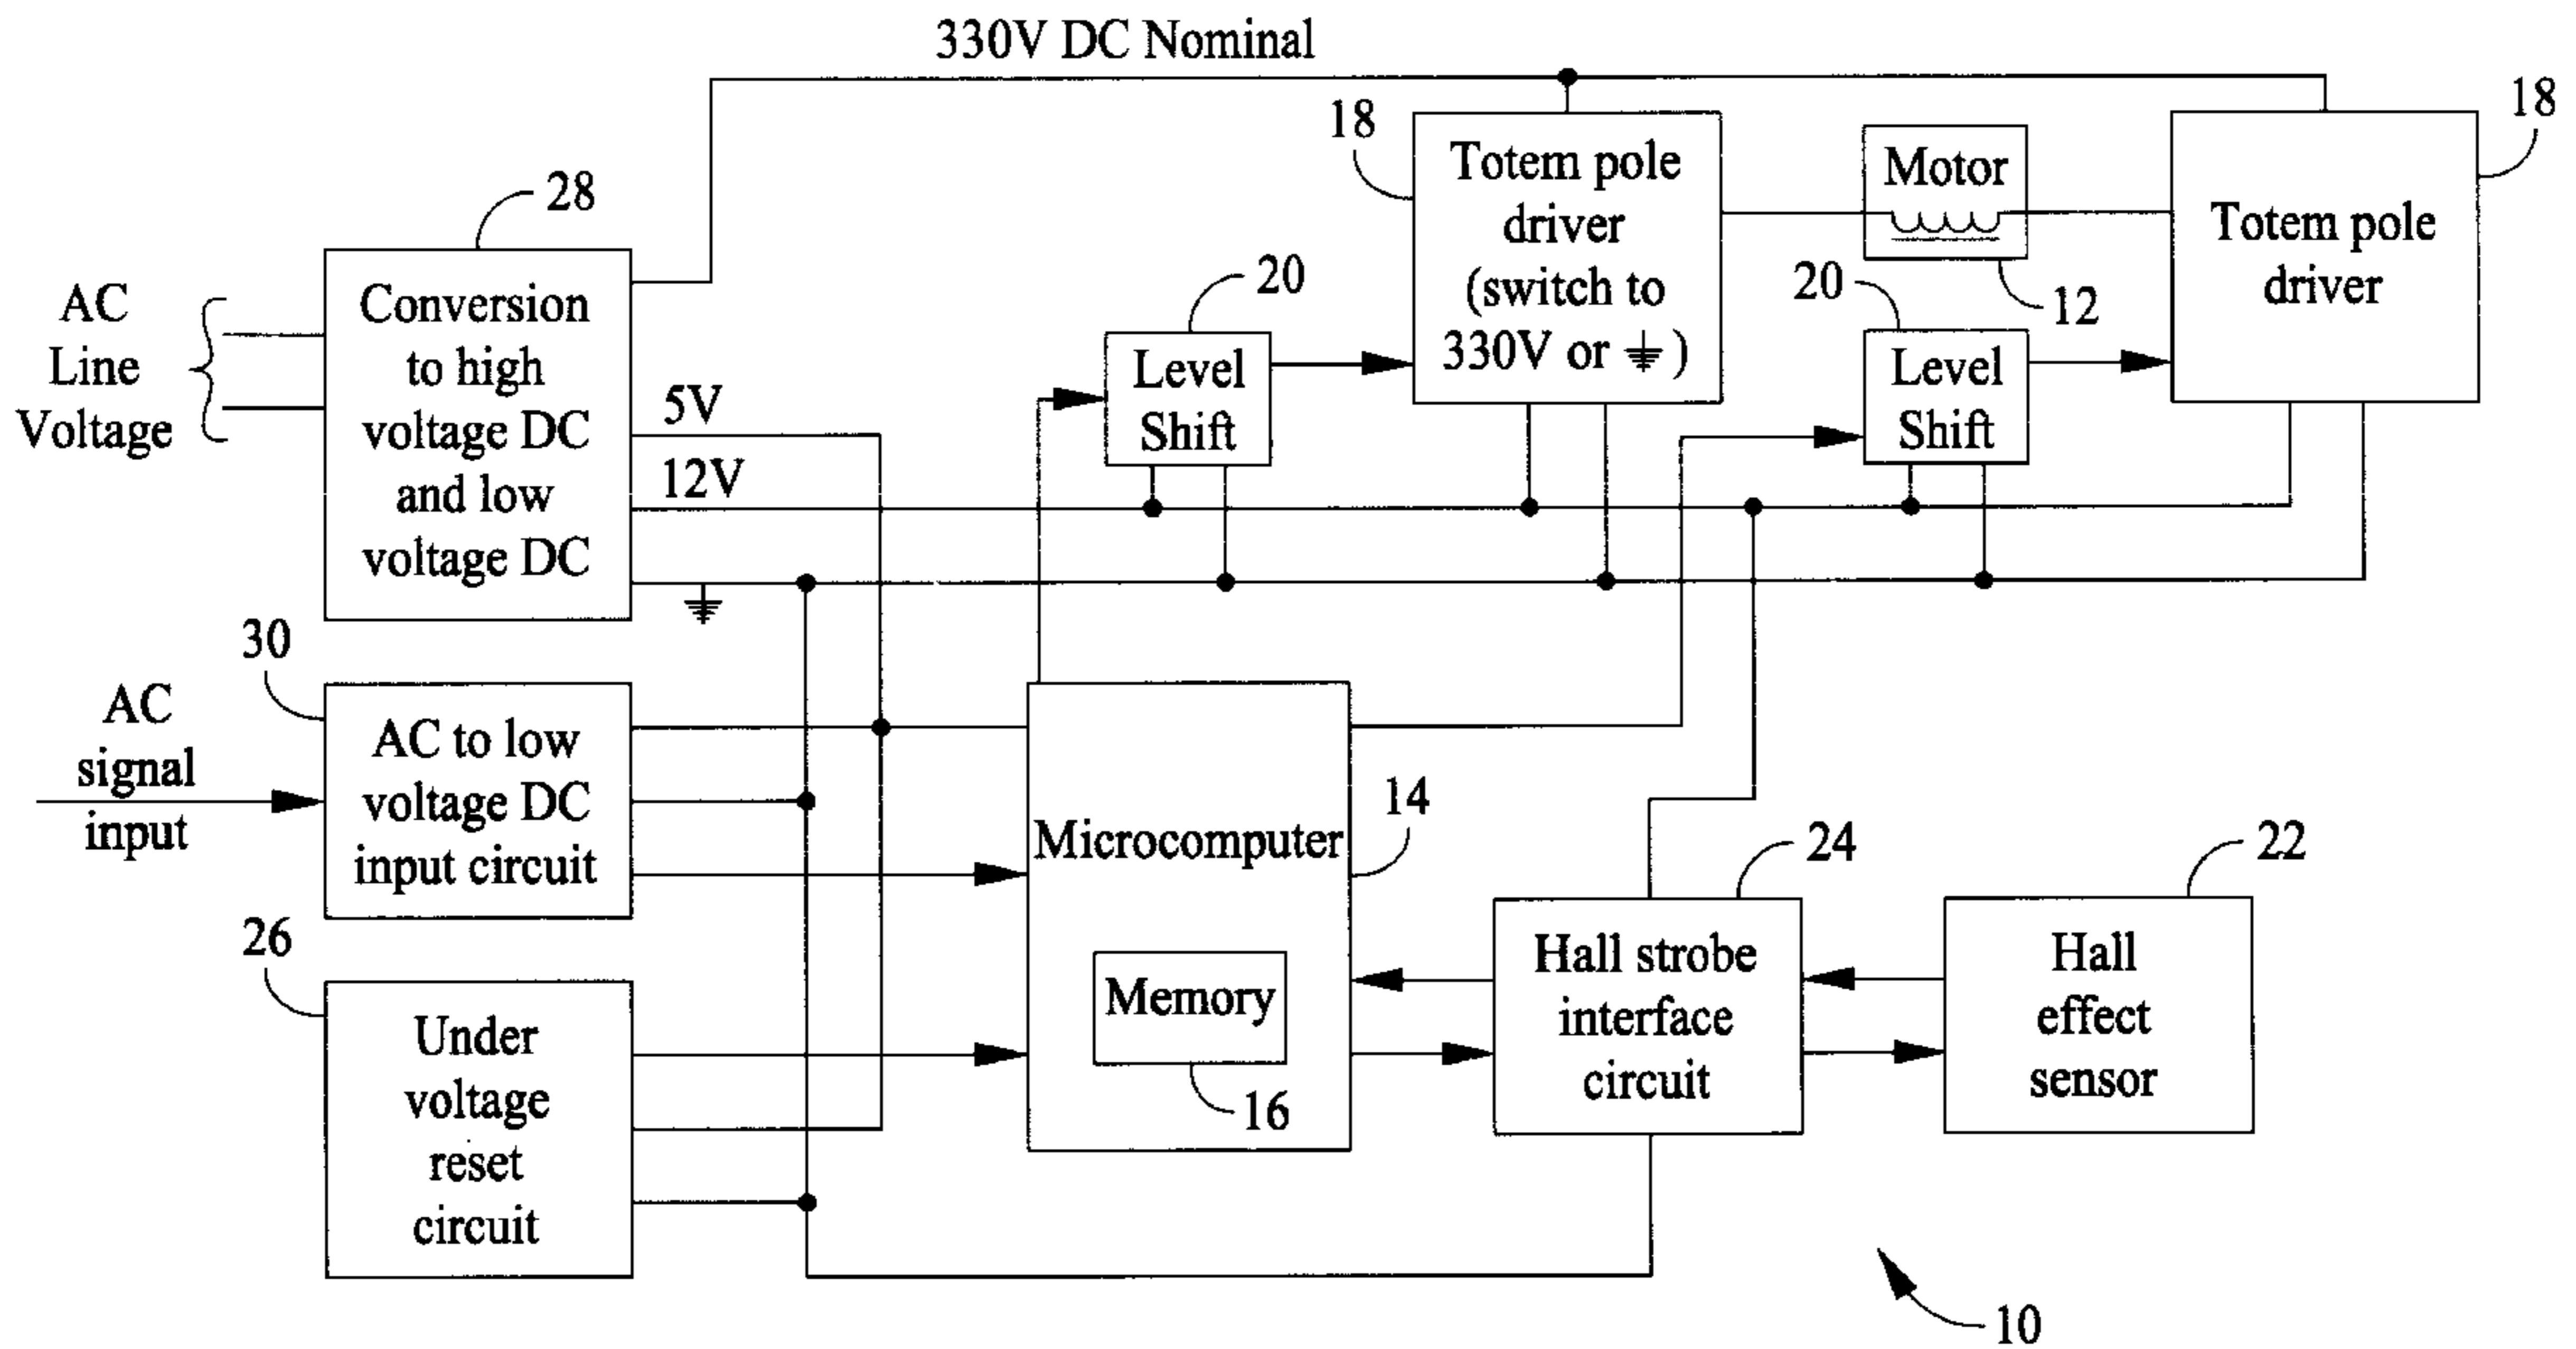 330V DC Nominal
18
18
Totem pole
driver
(switch to
330V or ⏚)
Motor
12
Totem pole
driver
28
AC
Line
Voltage
Conversion
to high
voltage DC
and low
voltage DC
5V
12V
20
Level
Shift
20
Level
Shift
30
AC
signal
input
AC to low
voltage DC
input circuit
Microcomputer
14
Memory
16
24
Hall strobe
interface
circuit
22
Hall
effect
sensor
26
Under
voltage
reset
circuit
10